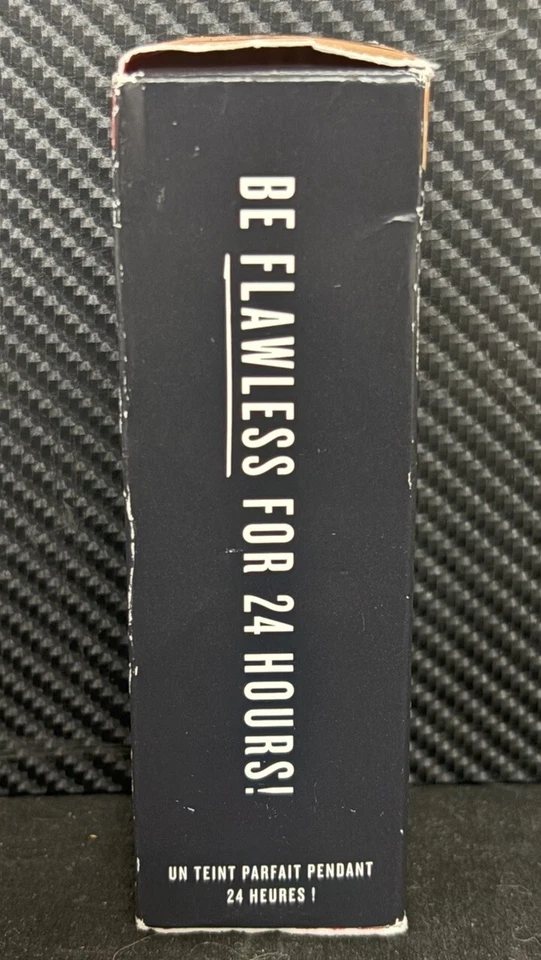 BE FLAWLESS FOR 24 HOURS!
UN TEINT PARFAIT PENDANT
24 HEURES !